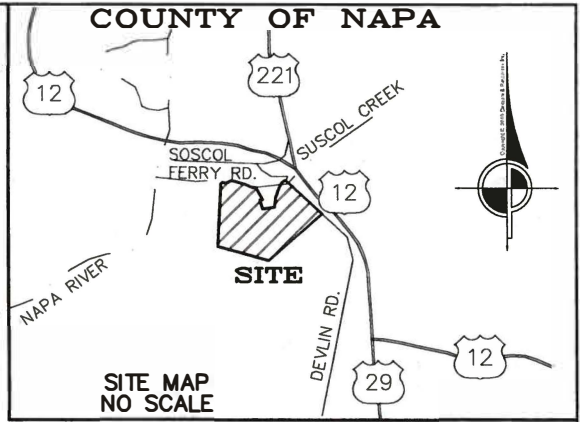 COUNTY OF NAPA
12
221
SUSCOL CREEK
SOSCOL
FERRY RD.
12
SITE
NAPA RIVER
DEVLIN RD.
12
29
SITE MAP
NO SCALE